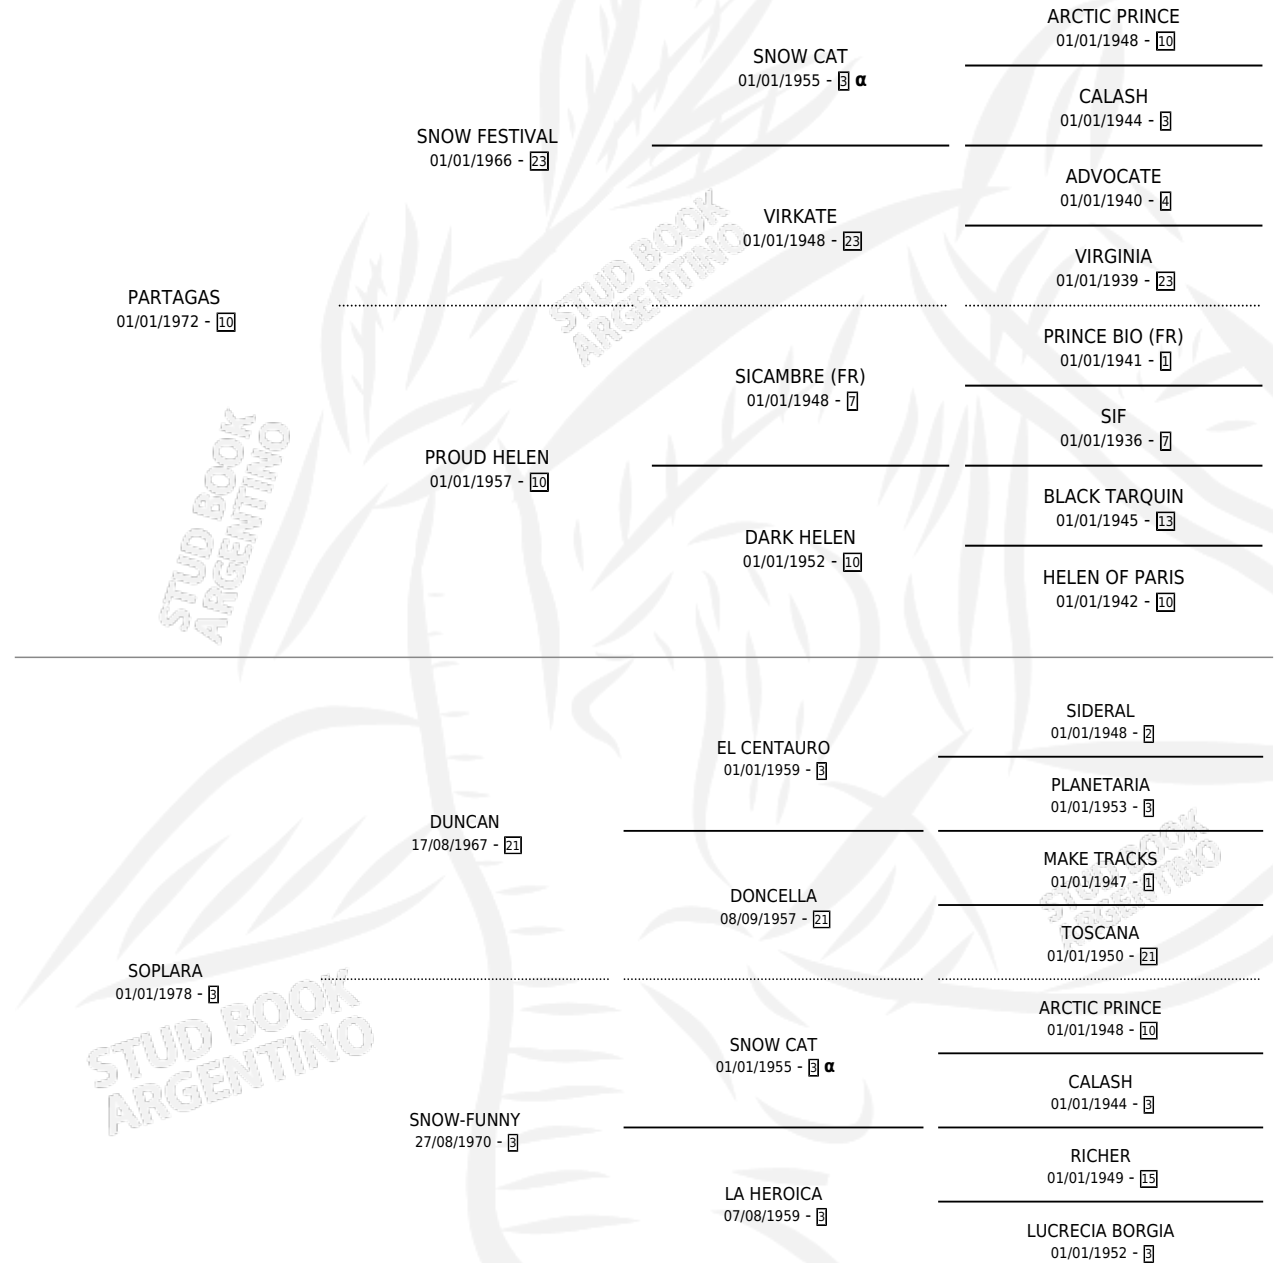 ARCTIC PRINCE
01/01/1948 - 10
SNOW CAT
01/01/1955 - 3 α
CALASH
01/01/1944 - 3
SNOW FESTIVAL
01/01/1966 - 23
ADVOCATE
01/01/1940 - 4
VIRKATE
01/01/1948 - 23
VIRGINIA
01/01/1939 - 23
STUD BOOK
ARGENTINO
PARTAGAS
01/01/1972 - 10
PRINCE BIO (FR)
01/01/1941 - 1
SICAMBRE (FR)
01/01/1948 - 7
SIF
01/01/1936 - 7
PROUD HELEN
01/01/1957 - 10
BLACK TARQUIN
01/01/1945 - 13
DARK HELEN
01/01/1952 - 10
HELEN OF PARIS
01/01/1942 - 10
STUD BOOK
ARGENTINO
SIDERAL
01/01/1948 - 2
EL CENTAURO
01/01/1959 - 3
PLANETARIA
01/01/1953 - 3
DUNCAN
17/08/1967 - 21
MAKE TRACKS
01/01/1947 - 1
DONCELLA
08/09/1957 - 21
TOSCANA
01/01/1950 - 21
STUD BOOK
ARGENTINO
SOPLARA
01/01/1978 - 3
ARCTIC PRINCE
01/01/1948 - 10
SNOW CAT
01/01/1955 - 3 α
CALASH
01/01/1944 - 3
STUD BOOK
ARGENTINO
SNOW-FUNNY
27/08/1970 - 3
RICHER
01/01/1949 - 15
LA HEROICA
07/08/1959 - 3
LUCRECIA BORGIA
01/01/1952 - 3